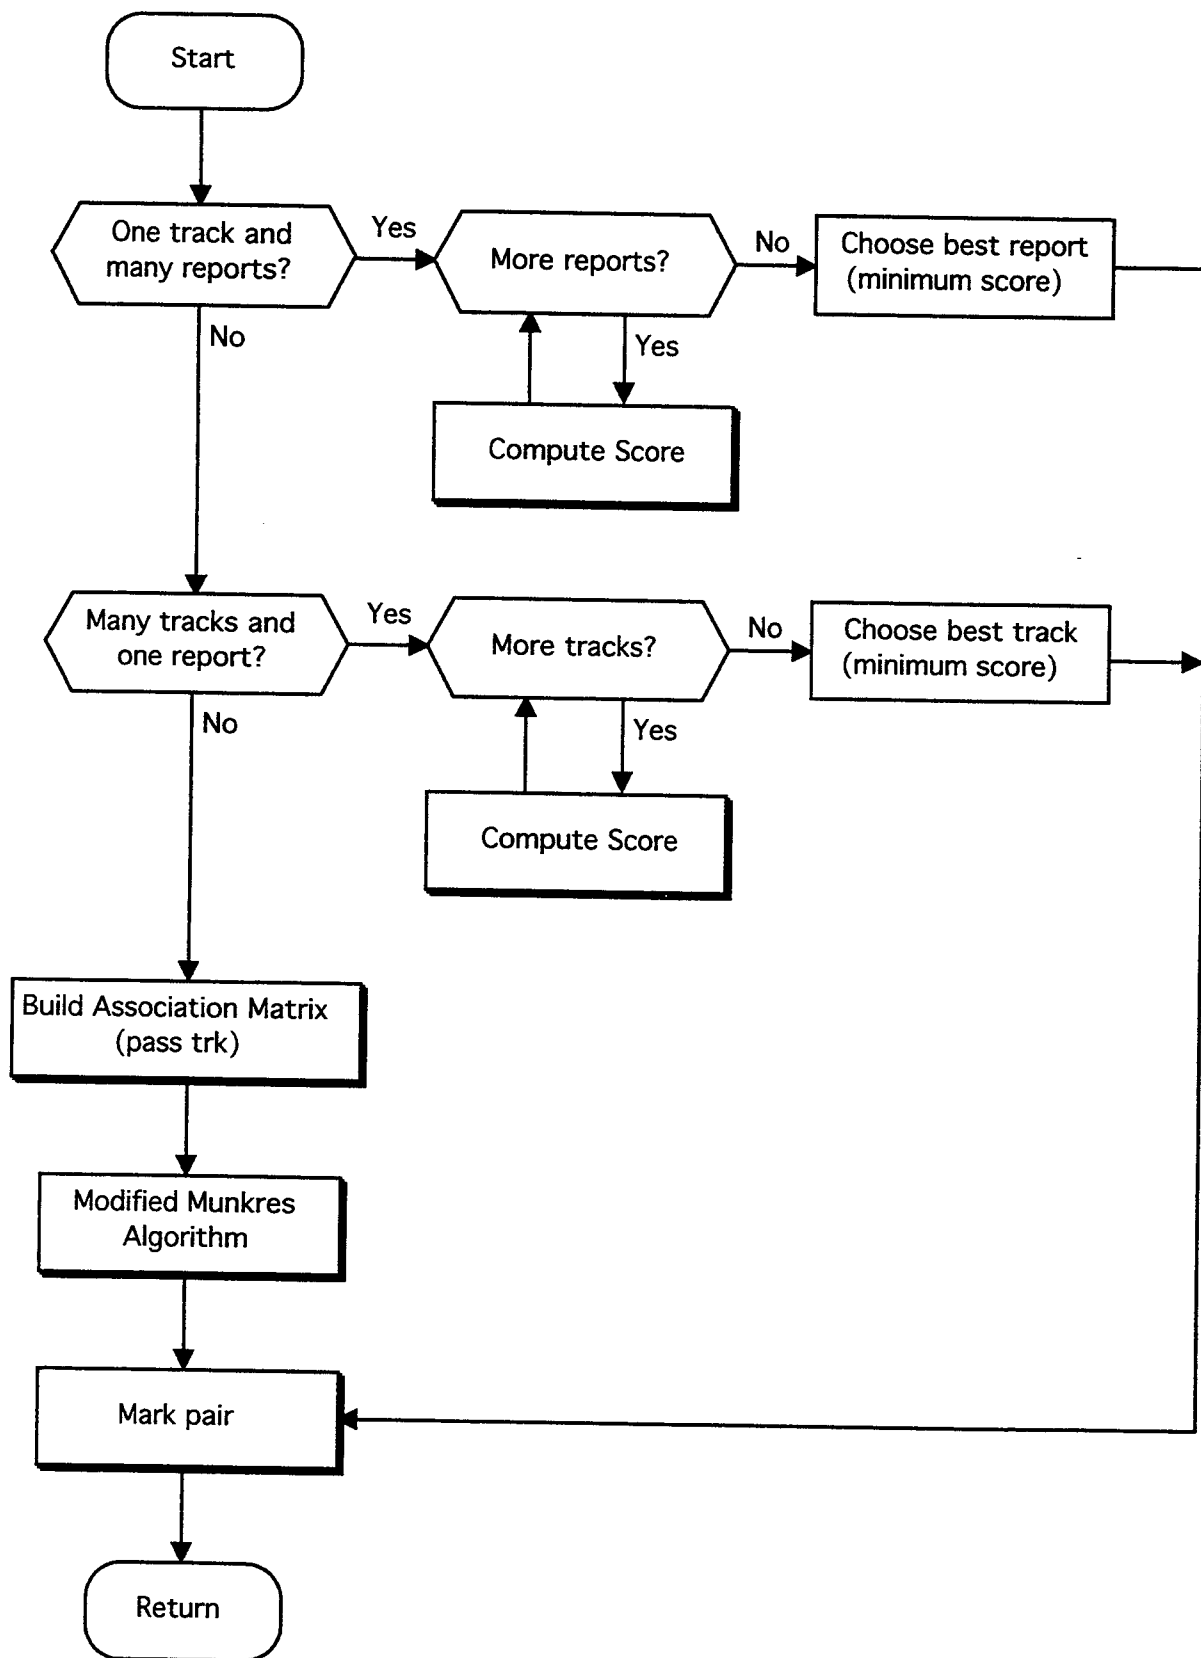 Start
One track and
many reports?
Yes
More reports?
No
Choose best report
(minimum score)
No
Yes
Compute Score
Many tracks and
one report?
Yes
More tracks?
No
Choose best track
(minimum score)
No
Yes
Compute Score
Build Association Matrix
(pass trk)
Modified Munkres
Algorithm
Mark pair
Return